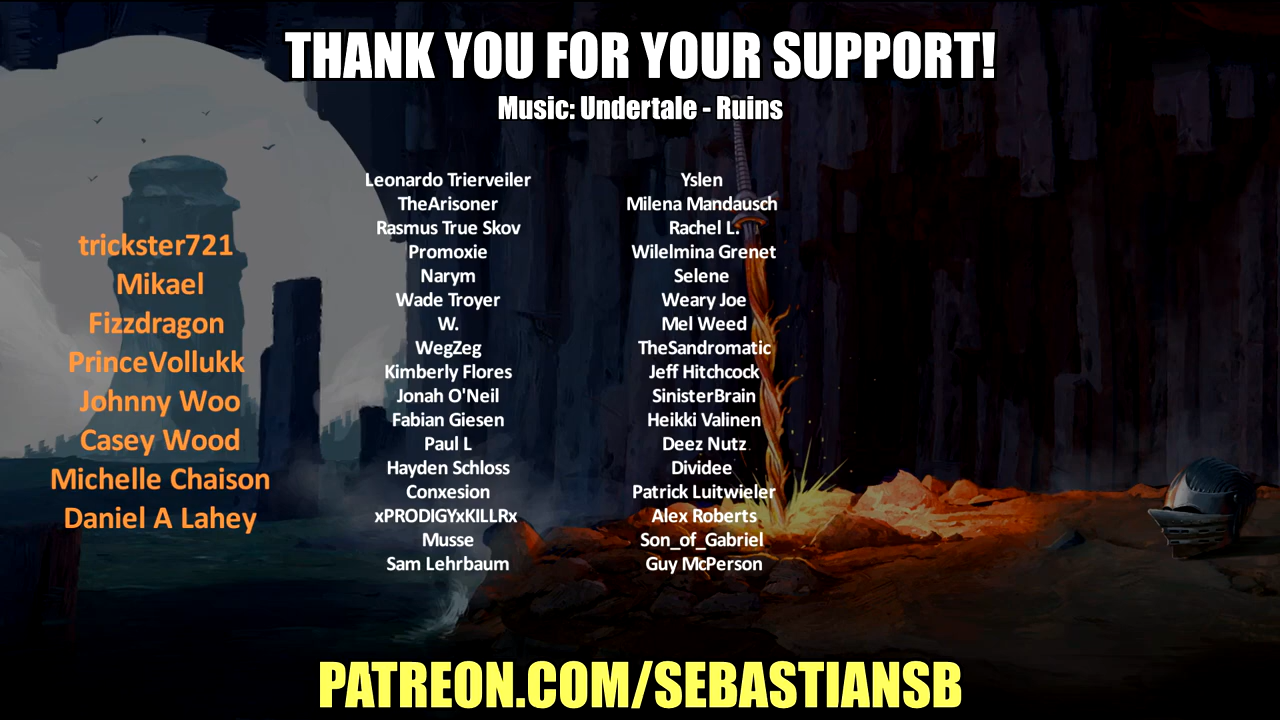 THANK YOU FOR YOUR SUPPORT!
Music: Undertale - Ruins
trickster721
Mikael
Fizzdragon
PrinceVollukk
Johnny Woo
Casey Wood
Michelle Chaison
Daniel A Lahey
Leonardo Trierveiler
TheArisoner
Rasmus True Skov
Promoxie
Narym
Wade Troyer
W.
WegZeg
Kimberly Flores
Jonah O'Neil
Fabian Giesen
Paul L
Hayden Schloss
Conxesion
xPRODIGYxKILLRx
Musse
Sam Lehrbaum
Yslen
Milena Mandausch
Rachel L.
Wilelmina Grenet
Selene
Weary Joe
Mel Weed
TheSandromatic
Jeff Hitchcock
SinisterBrain
Heikki Valinen
Deez Nutz
Dividee
Patrick Luitwieler
Alex Roberts
Son_of_Gabriel
Guy McPerson
PATREON.COM/SEBASTIANSB